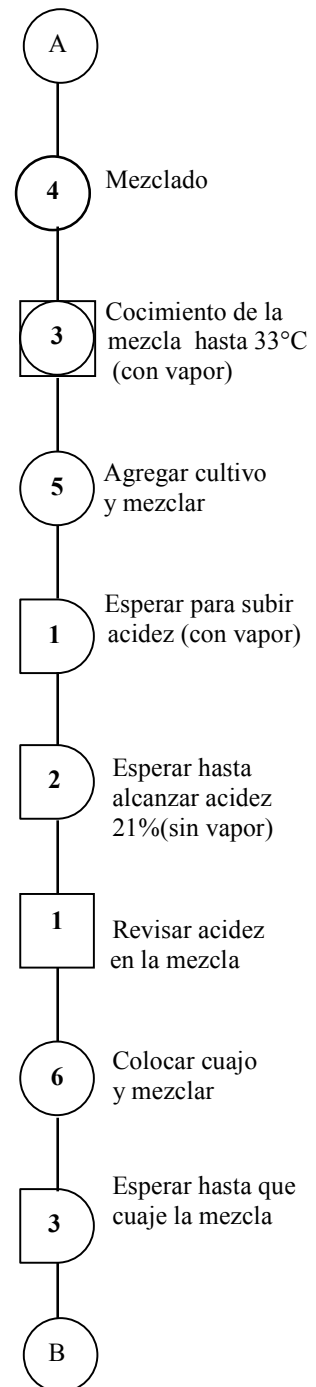 A
4
Mezclado
3
Cocimiento de la
mezcla hasta 33°C
(con vapor)
5
Agregar cultivo
y mezclar
1
Esperar para subir
acidez (con vapor)
2
Esperar hasta
alcanzar acidez
21%(sin vapor)
1
Revisar acidez
en la mezcla
6
Colocar cuajo
y mezclar
3
Esperar hasta que
cuaje la mezcla
B